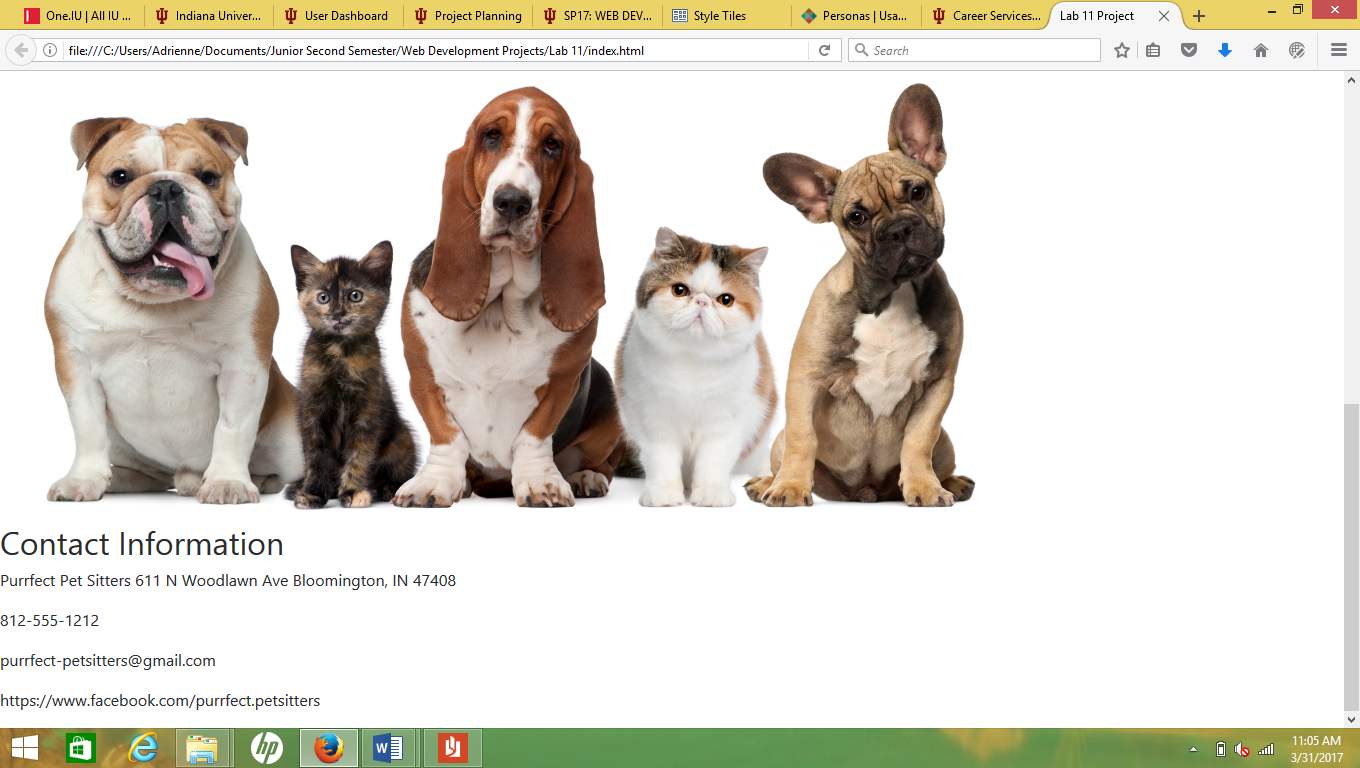 One.IU | All IU ...
Indiana Univer...
User Dashboard
Project Planning
SP17: WEB DEV...
Style Tiles
Personas | Usa...
Career Services...
Lab 11 Project
file:///C:/Users/Adrienne/Documents/Junior Second Semester/Web Development Projects/Lab 11/index.html
Search
Contact Information
Purrfect Pet Sitters 611 N Woodlawn Ave Bloomington, IN 47408
812-555-1212
purrfect-petsitters@gmail.com
https://www.facebook.com/purrfect.petsitters
hp
11:05 AM
3/31/2017